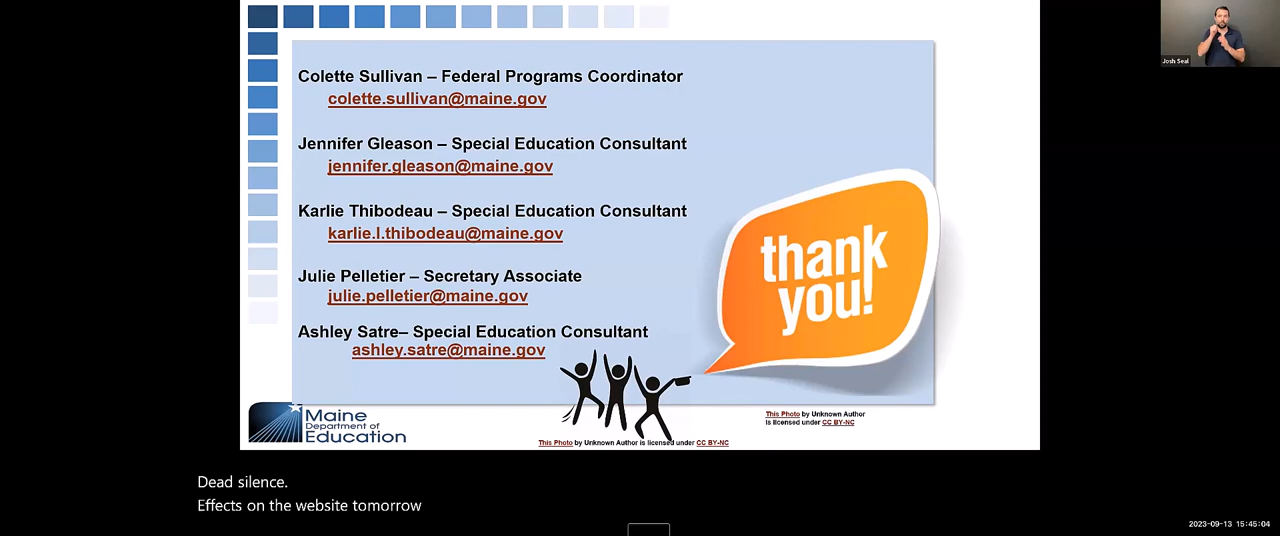 Colette Sullivan – Federal Programs Coordinator
colette.sullivan@maine.gov
Jennifer Gleason – Special Education Consultant
jennifer.gleason@maine.gov
Karlie Thibodeau – Special Education Consultant
karlie.l.thibodeau@maine.gov
Julie Pelletier – Secretary Associate
julie.pelletier@maine.gov
Ashley Satre– Special Education Consultant
ashley.satre@maine.gov
thank
you!
Maine
Department of
Education
This Photo by Unknown Author
is licensed under CC BY-NC
This Photo by Unknown Author is licensed under CC BY-NC
Josh Seal
Dead silence.
Effects on the website tomorrow
2023-09-13 15:45:04